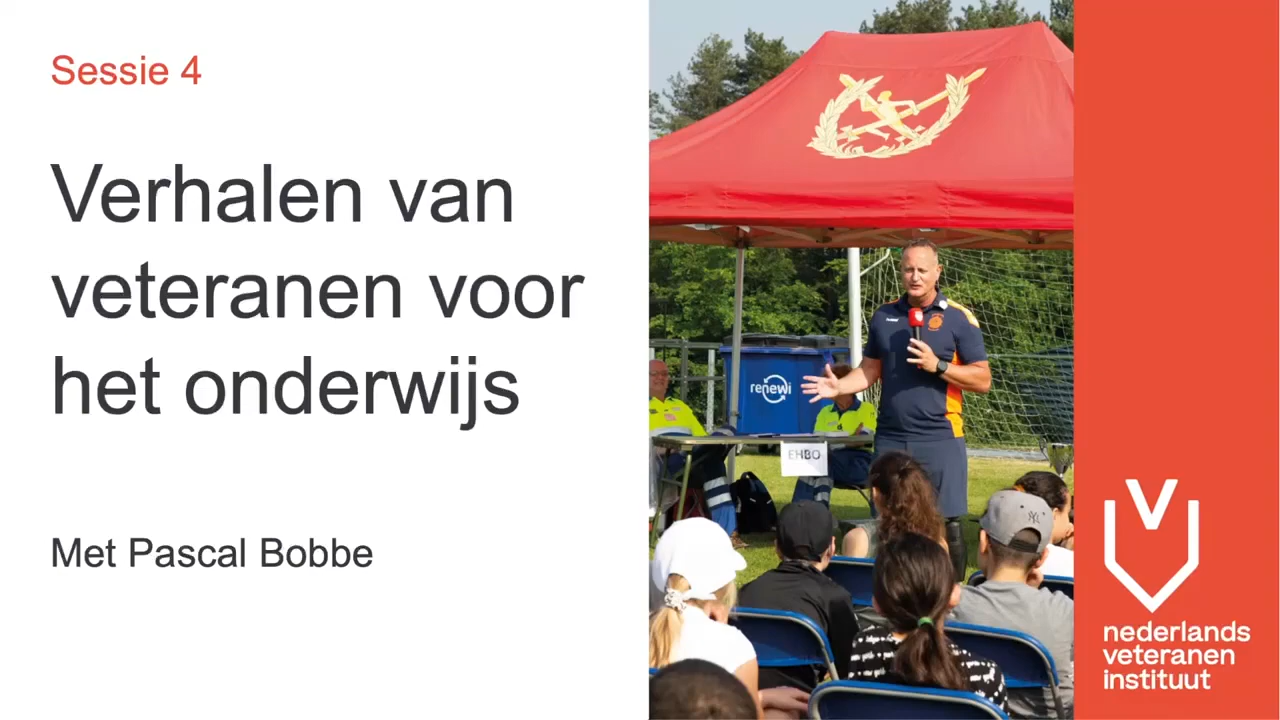 Sessie 4
Verhalen van
veteranen voor
het onderwijs
Met Pascal Bobbe
renewi
EHBO
nederlands
veteranen
instituut